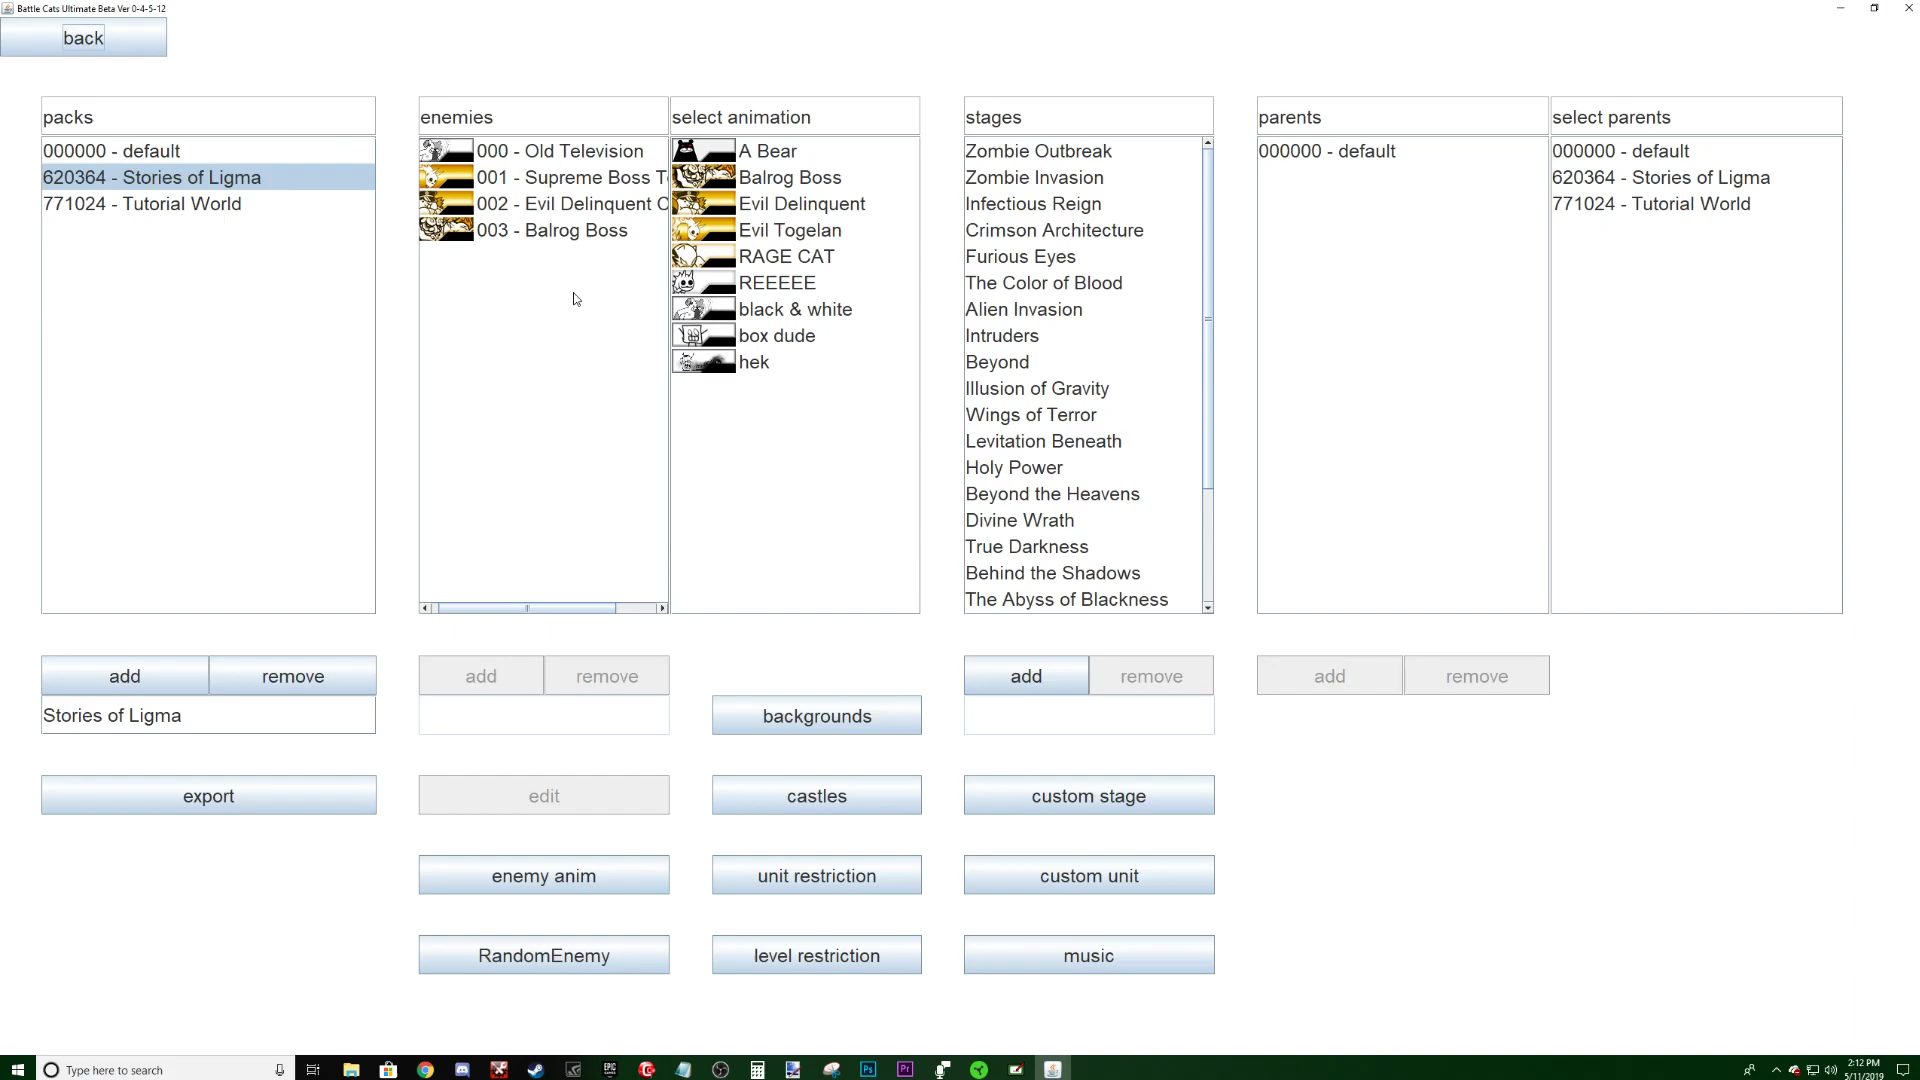 Battle Cats Ultimate Beta Ver 0-4-5-12
back
packs
000000 - default
620364 - Stories of Ligma
771024 - Tutorial World
enemies
000 - Old Television
001 - Supreme Boss T
002 - Evil Delinquent C
003 - Balrog Boss
select animation
A Bear
Balrog Boss
Evil Delinquent
Evil Togelan
RAGE CAT
REEEEE
black & white
box dude
hek
stages
Zombie Outbreak
Zombie Invasion
Infectious Reign
Crimson Architecture
Furious Eyes
The Color of Blood
Alien Invasion
Intruders
Beyond
Illusion of Gravity
Wings of Terror
Levitation Beneath
Holy Power
Beyond the Heavens
Divine Wrath
True Darkness
Behind the Shadows
The Abyss of Blackness
parents
000000 - default
select parents
000000 - default
620364 - Stories of Ligma
771024 - Tutorial World
add
remove
add
remove
add
remove
add
remove
Stories of Ligma
backgrounds
export
edit
castles
custom stage
enemy anim
unit restriction
custom unit
RandomEnemy
level restriction
music
Type here to search
EPIC
Ps
Pr
2:12 PM
5/11/2019